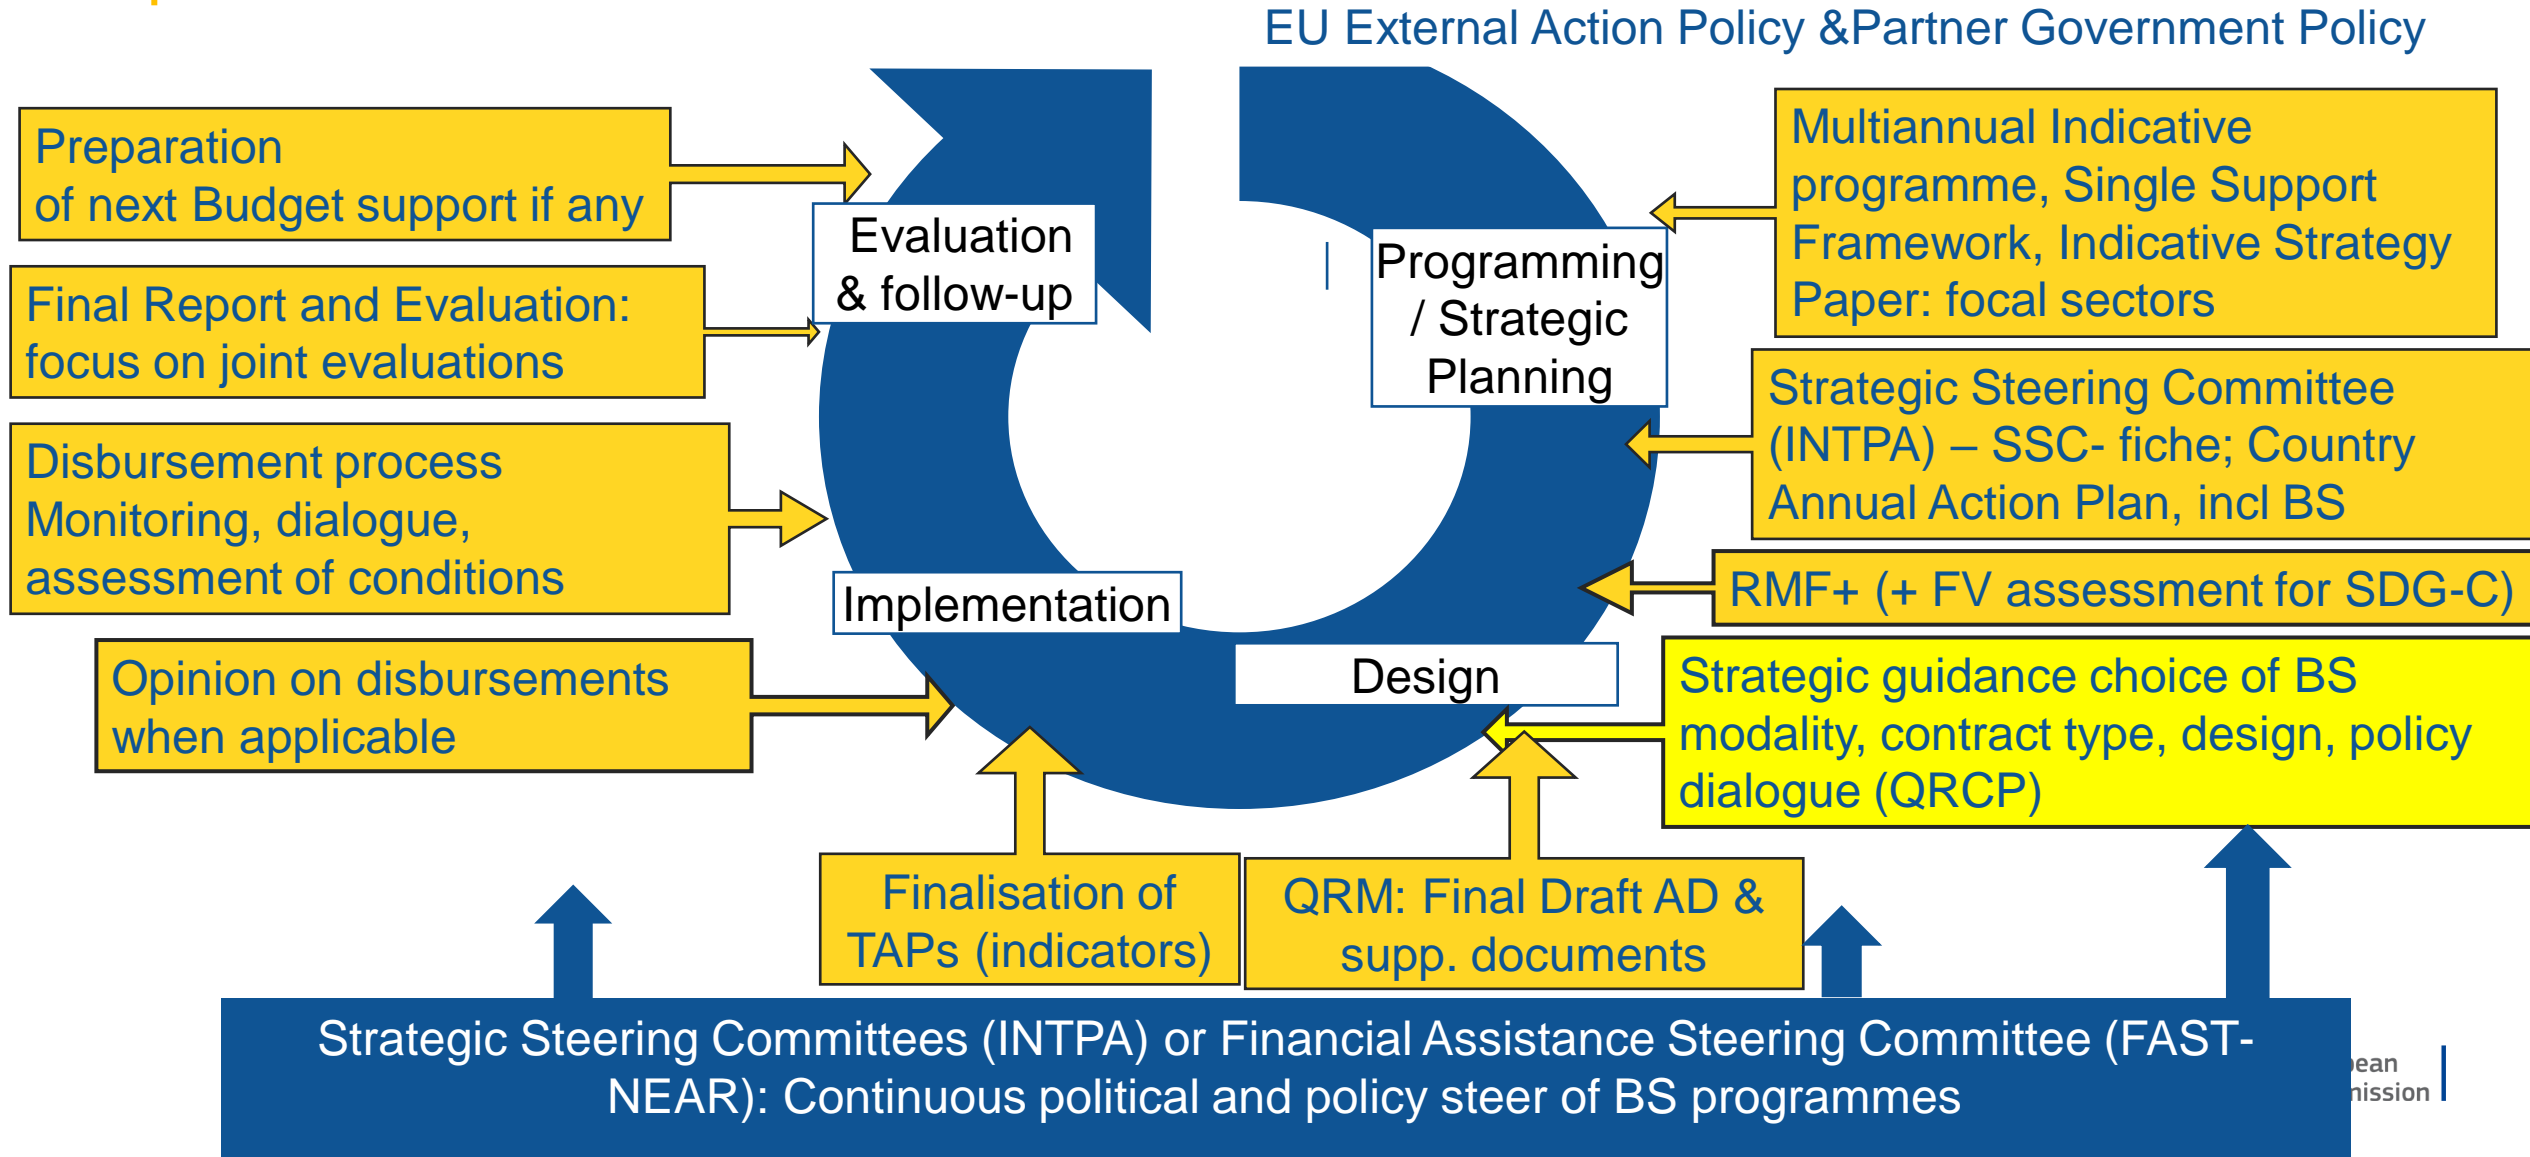 EU External Action Policy &Partner Government Policy
Preparation
of next Budget support if any
Final Report and Evaluation:
focus on joint evaluations
Disbursement process
Monitoring, dialogue,
assessment of conditions
Opinion on disbursements
when applicable
Evaluation
& follow-up
Implementation
Programming
/ Strategic
Planning
Design
Multiannual Indicative
programme, Single Support
Framework, Indicative Strategy
Paper: focal sectors
Strategic Steering Committee
(INTPA) – SSC- fiche; Country
Annual Action Plan, incl BS
RMF+ (+ FV assessment for SDG-C)
Strategic guidance choice of BS
modality, contract type, design, policy
dialogue (QRCP)
Finalisation of
TAPs (indicators)
QRM: Final Draft AD &
supp. documents
Strategic Steering Committees (INTPA) or Financial Assistance Steering Committee (FAST-
NEAR): Continuous political and policy steer of BS programmes